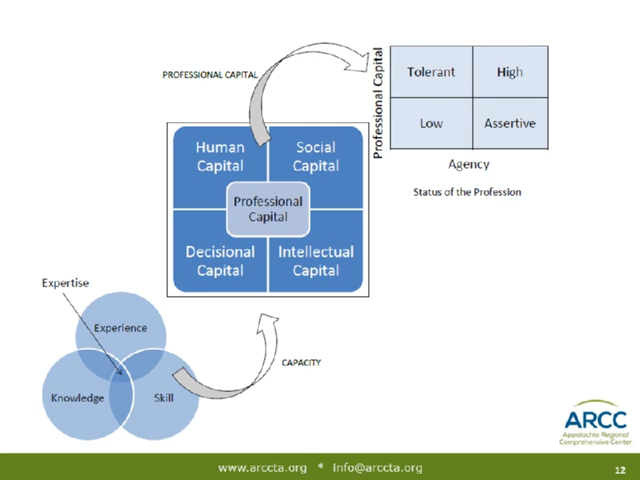 PROFESSIONAL CAPITAL
Professional Capital
Tolerant
High
Low
Assertive
Agency
Status of the Profession
Human
Capital
Social
Capital
Professional
Capital
Decisional
Capital
Intellectual
Capital
Expertise
Experience
Knowledge
Skill
CAPACITY
ARCC
Appalachia Regional
Comprehensive Center
www.arccta.org * Info@arccta.org
12